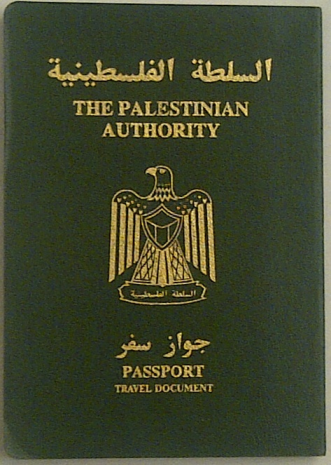 السلطة الفلسطينية
THE PALESTINIAN
AUTHORITY
السلطة الفلسطينية
جواز سفر
PASSPORT
TRAVEL DOCUMENT